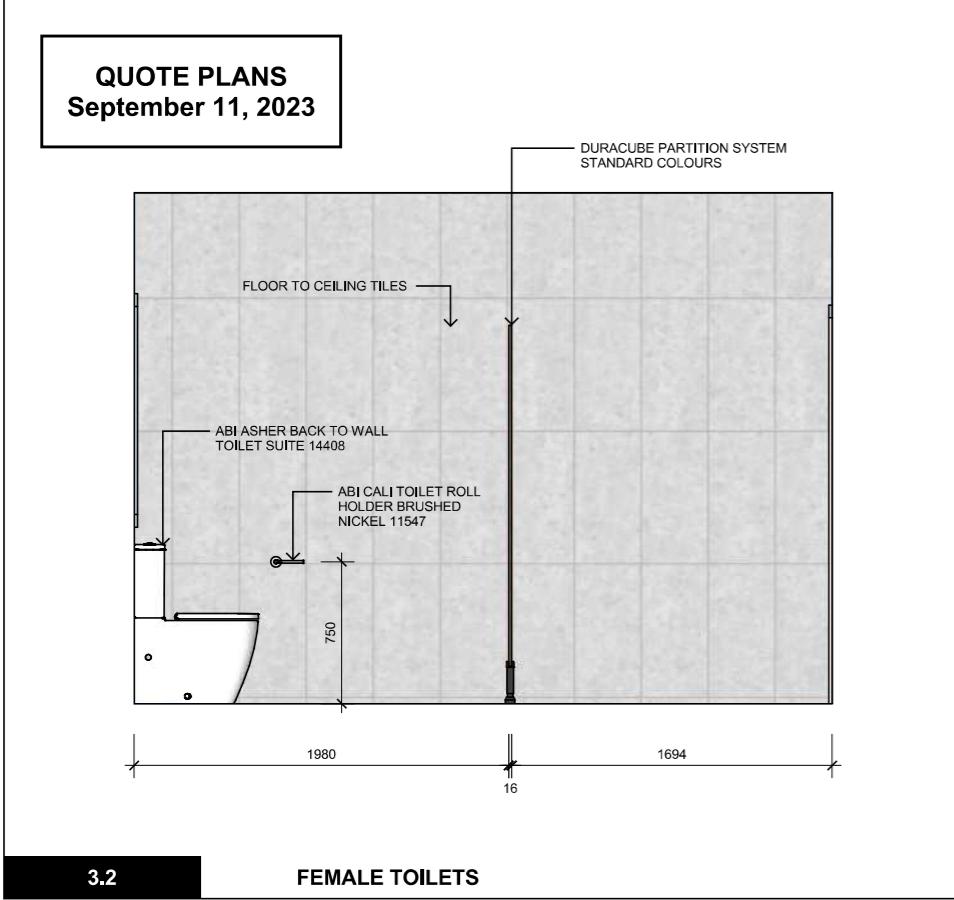 QUOTE PLANS
September 11, 2023
DURACUBE PARTITION SYSTEM
STANDARD COLOURS
FLOOR TO CEILING TILES
ABI ASHER BACK TO WALL
TOILET SUITE 14408
ABI CALI TOILET ROLL
HOLDER BRUSHED
NICKEL 11547
750
1980
1694
16
3.2
FEMALE TOILETS